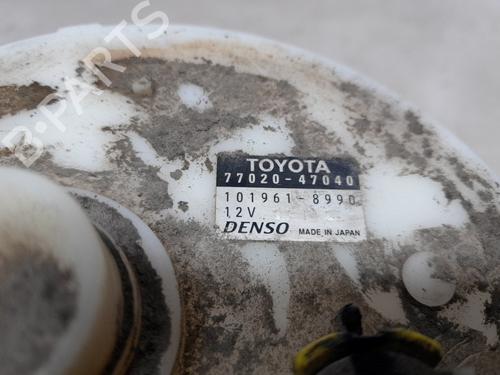 B-PARTS
TOYOTA
77020-47040
101961-8990
12V
DENSO MADE IN JAPAN